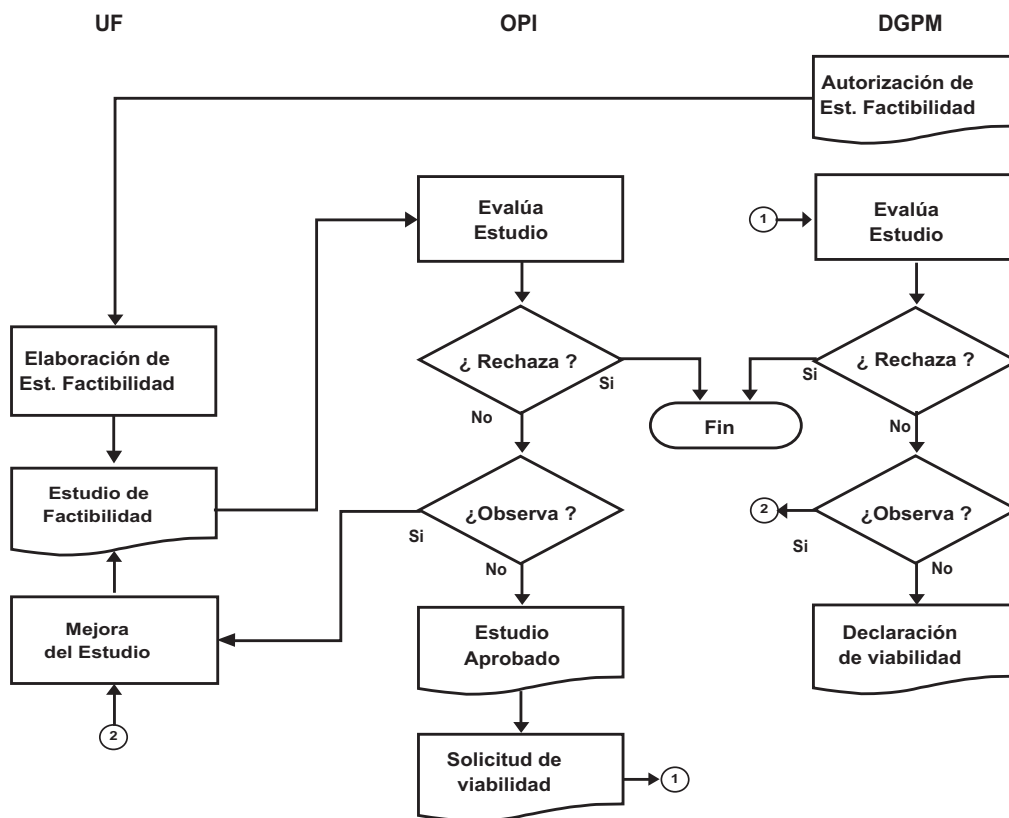 UF
OPI
DGPM
Autorización de
Est. Factibilidad
Evalúa
Estudio
1
Evalúa
Estudio
Elaboración de
Est. Factibilidad
¿ Rechaza ?
Si
No
¿ Rechaza ?
Si
No
Fin
Estudio de
Factibilidad
¿Observa ?
Si
No
2
¿Observa ?
Si
No
Mejora
del Estudio
2
Estudio
Aprobado
Declaración
de viabilidad
Solicitud de
viabilidad
1